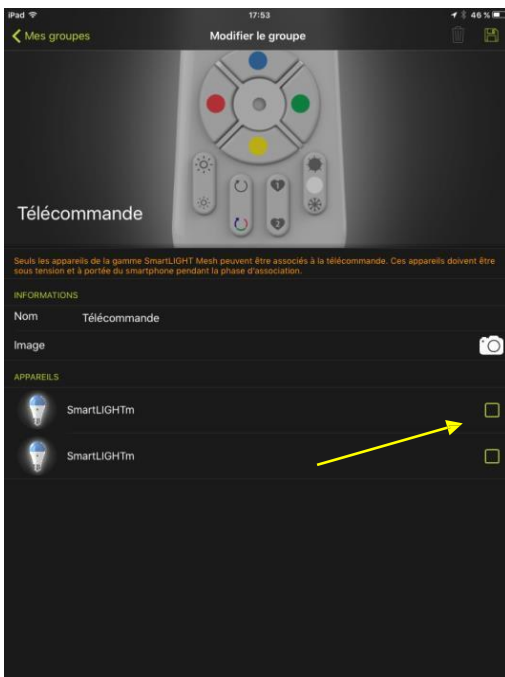 iPad 17:53 46 %
Mes groupes Modifier le groupe
1
2
Télécommande
Seuls les appareils de la gamme SmartLIGHT Mesh peuvent être associés à la télécommande. Ces appareils doivent être
sous tension et à portée du smartphone pendant la phase d'association.
INFORMATIONS
Nom Télécommande
Image
APPAREILS
SmartLIGHTm
SmartLIGHTm